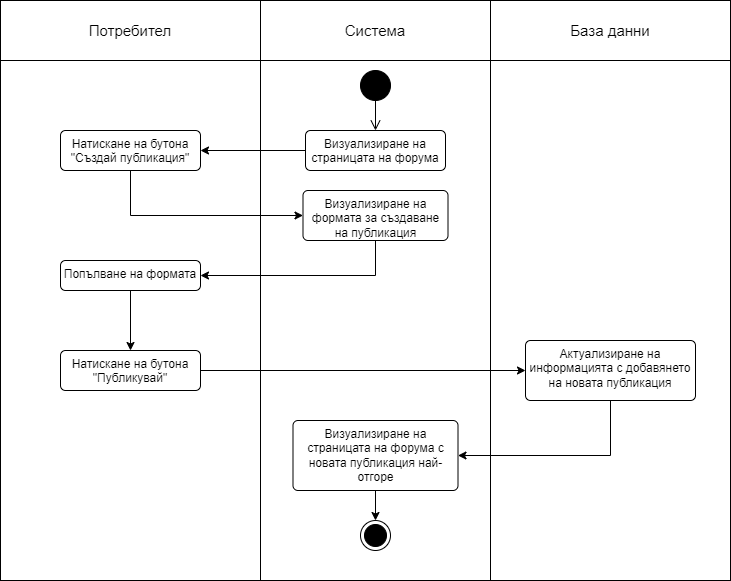 Потребител
Система
База данни
Визуализиране на
страницата на форума
Натискане на бутона
"Създай публикация"
Визуализиране на
формата за създаване
на публикация
Попълване на формата
Натискане на бутона
"Публикувай"
Актуализиране на
информацията с добавянето
на новата публикация
Визуализиране на
страницата на форума с
новата публикация най-
отгоре